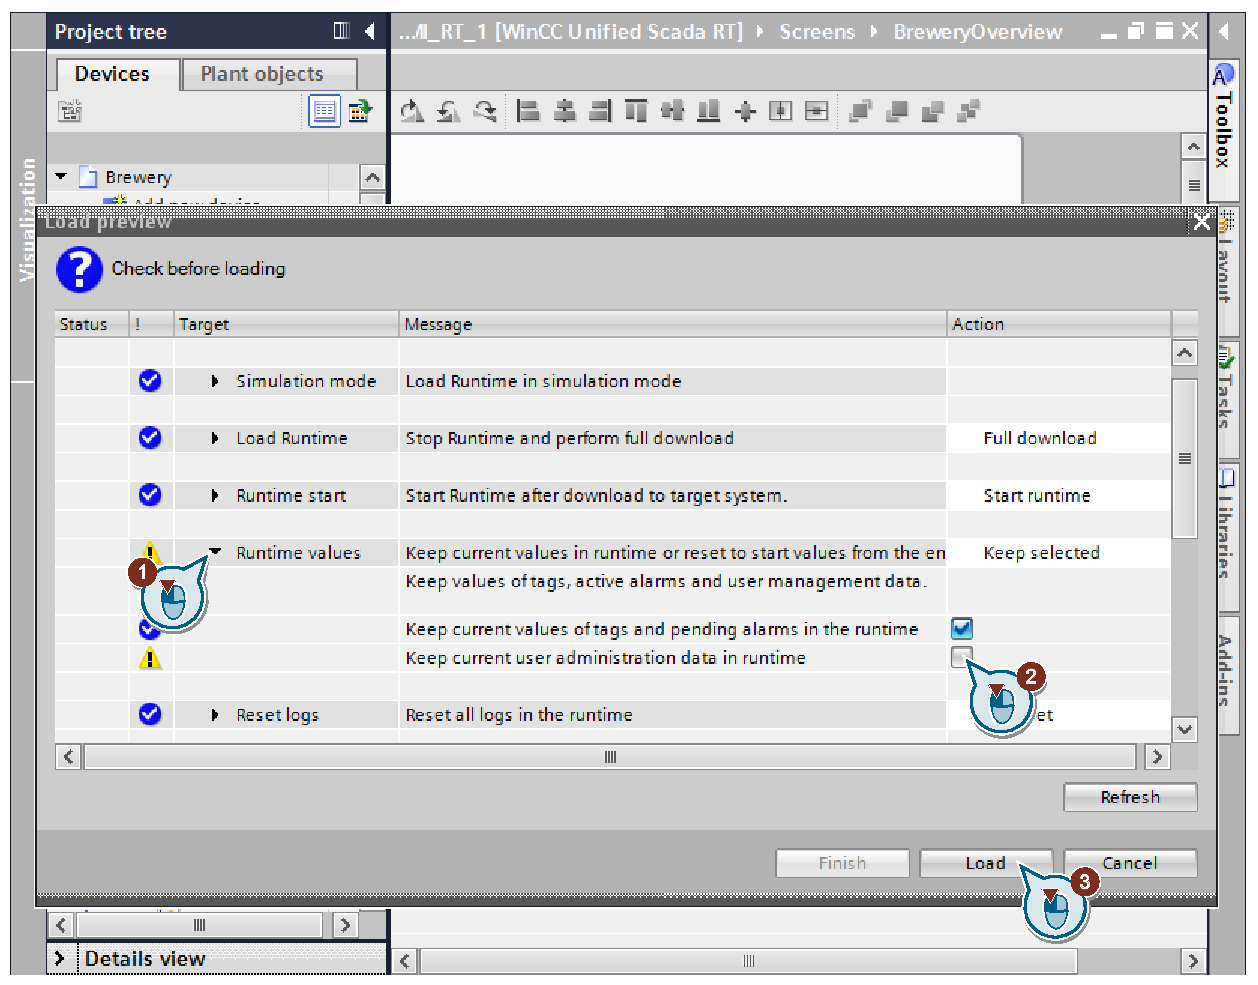 Project tree
.../I_RT_1 [WinCC Unified Scada RT] ▸ Screens ▸ BreweryOverview
Devices
Plant objects
Toolbox
Visualization
Brewery
Add new device
Load preview
Check before loading
Layout
Status ! Target Message Action
Simulation mode Load Runtime in simulation mode
Tasks
Load Runtime Stop Runtime and perform full download Full download
Runtime start Start Runtime after download to target system. Start runtime
Libraries
Runtime values Keep current values in runtime or reset to start values from the en Keep selected
1
Keep values of tags, active alarms and user management data.
Keep current values of tags and pending alarms in the runtime
Keep current user administration data in runtime
2
Add-ins
Reset logs Reset all logs in the runtime et
Refresh
Finish Load Cancel
3
Details view